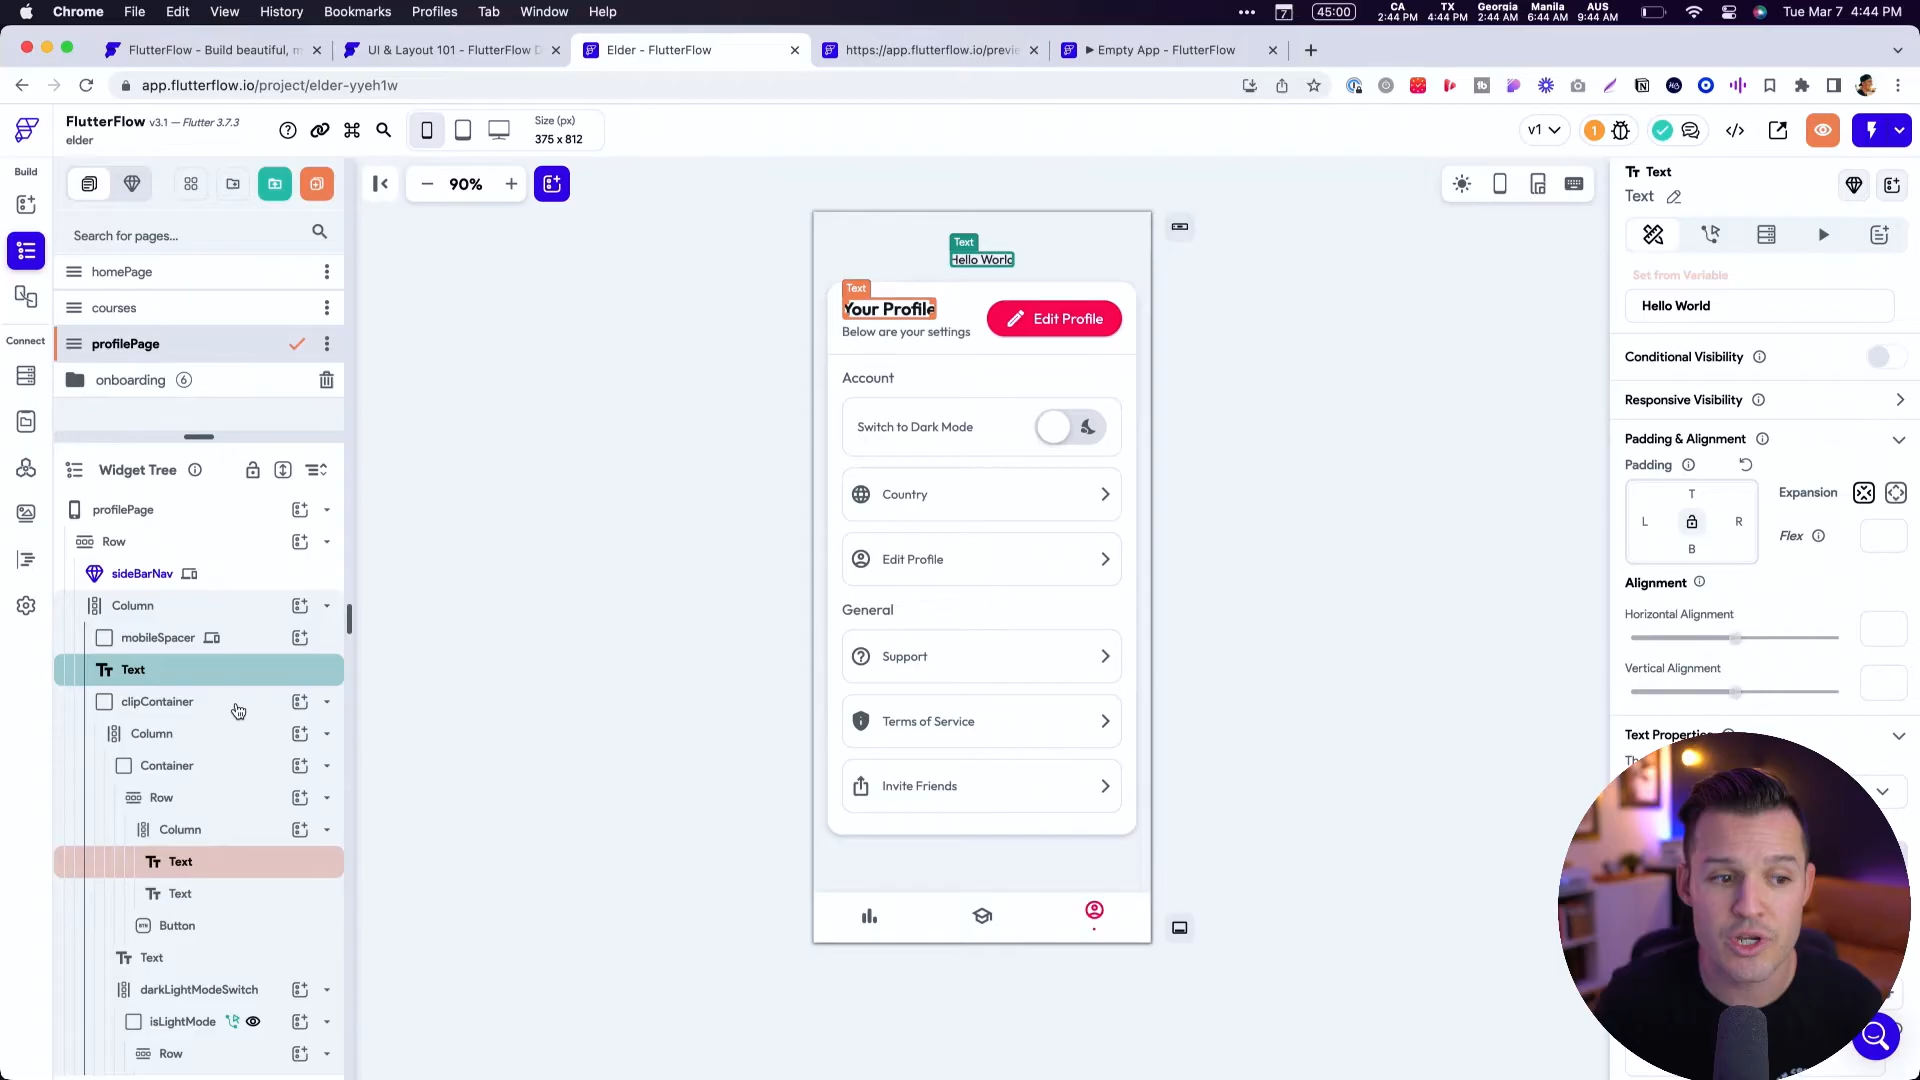 Chrome File Edit View History Bookmarks Profiles Tab Window Help
7 45:00 CA 2:44 PM TX 4:44 PM Georgia 2:44 AM Manila 6:44 AM AUS 9:44 AM Tue Mar 7 4:44 PM
FlutterFlow - Build beautiful, m
UI & Layout 101 - FlutterFlow D
Elder - FlutterFlow
https://app.flutterflow.io/previe
Empty App - FlutterFlow
app.flutterflow.io/project/elder-yyeh1w
FlutterFlow v3.1 — Flutter 3.7.3
elder
Size (px)
375 x 812
v1
1
Build
Connect
90%
Search for pages...
homePage
courses
profilePage
onboarding 6
Widget Tree
profilePage
Row
sideBarNav
Column
mobileSpacer
Text
clipContainer
Column
Container
Row
Column
Text
Text
Button
Text
darkLightModeSwitch
isLightMode
Row
Text
Hello World
Text
Your Profile
Below are your settings
Edit Profile
Account
Switch to Dark Mode
Country
Edit Profile
General
Support
Terms of Service
Invite Friends
Text
Text
Set from Variable
Hello World
Conditional Visibility
Responsive Visibility
Padding & Alignment
Padding
T
L
R
B
Expansion
Flex
Alignment
Horizontal Alignment
Vertical Alignment
Text Properties